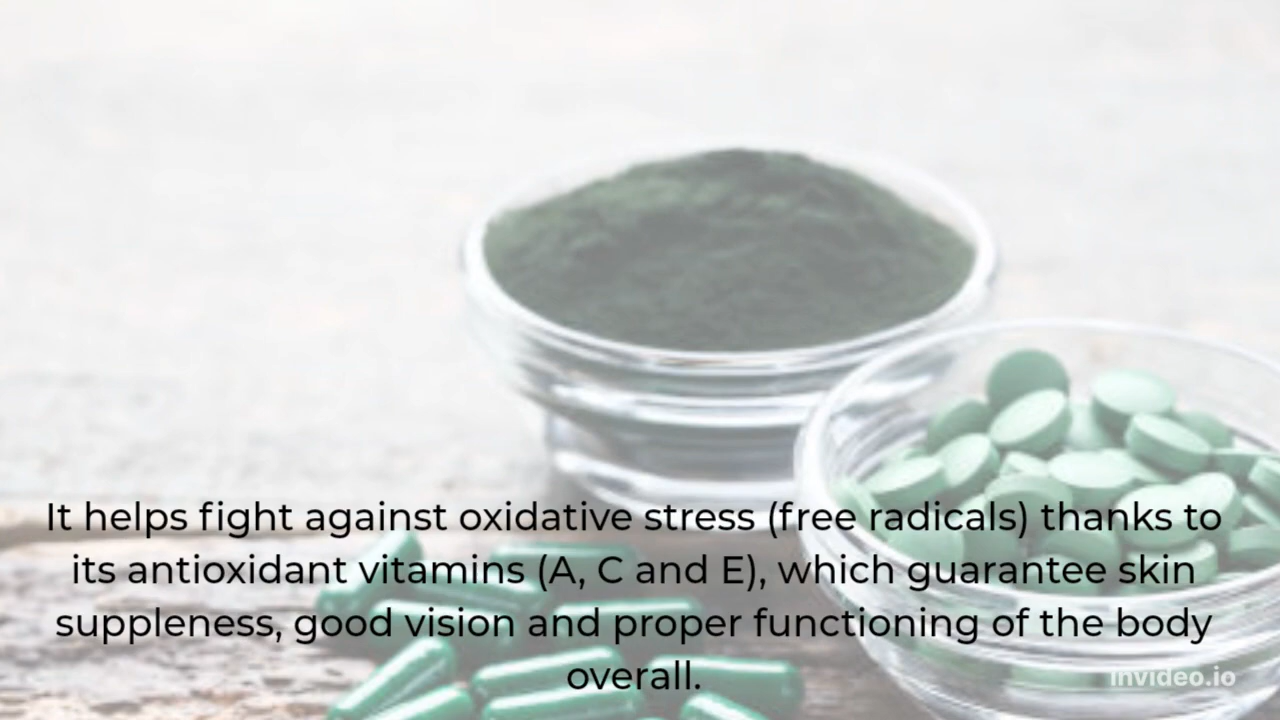 It helps fight against oxidative stress (free radicals) thanks to
its antioxidant vitamins (A, C and E), which guarantee skin
suppleness, good vision and proper functioning of the body
overall.
invideo.io